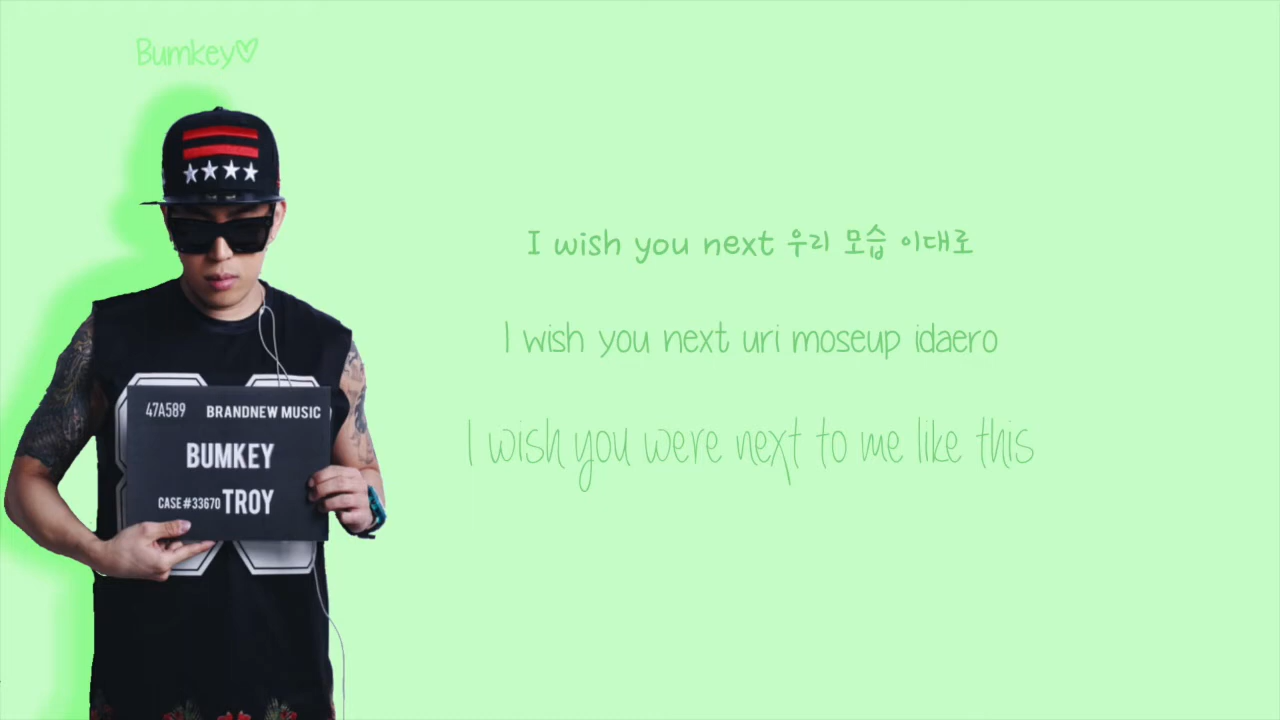 Bumkey♡
I wish you next 우리 모습 이대로
I wish you next uri moseup idaero
I wish you were next to me like this
47A589 BRANDNEW MUSIC
BUMKEY
CASE#33670 TROY